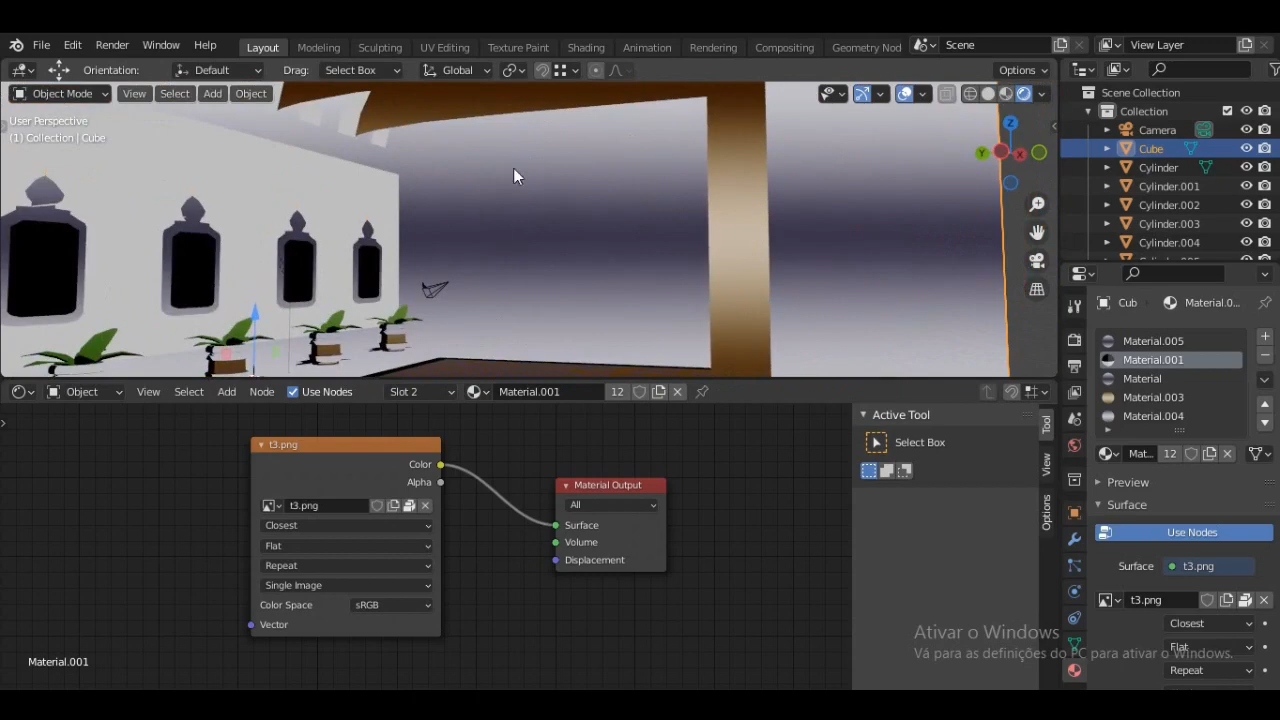 File Edit Render Window Help Layout Modeling Sculpting UV Editing Texture Paint Shading Animation Rendering Compositing Geometry Nod Scene View Layer
Orientation: Default Drag: Select Box Global Options
Object Mode View Select Add Object
User Perspective
(1) Collection | Cube
Z
Y
X
Scene Collection
Collection
Camera
Cube
Cylinder
Cylinder.001
Cylinder.002
Cylinder.003
Cylinder.004
Cub Material.0...
Material.005
Material.001
Material
Material.003
Material.004
Mat... 12
Preview
Surface
Use Nodes
Surface t3.png
t3.png
Closest
Flat
Repeat
Object View Select Add Node Use Nodes Slot 2 Material.001 12
t3.png
Color
Alpha
t3.png
Closest
Flat
Repeat
Single Image
Color Space sRGB
Vector
Material Output
All
Surface
Volume
Displacement
Active Tool
Select Box
Tool
View
Options
Ativar o Windows
Vá para as definições do PC para ativar o Windows.
Material.001